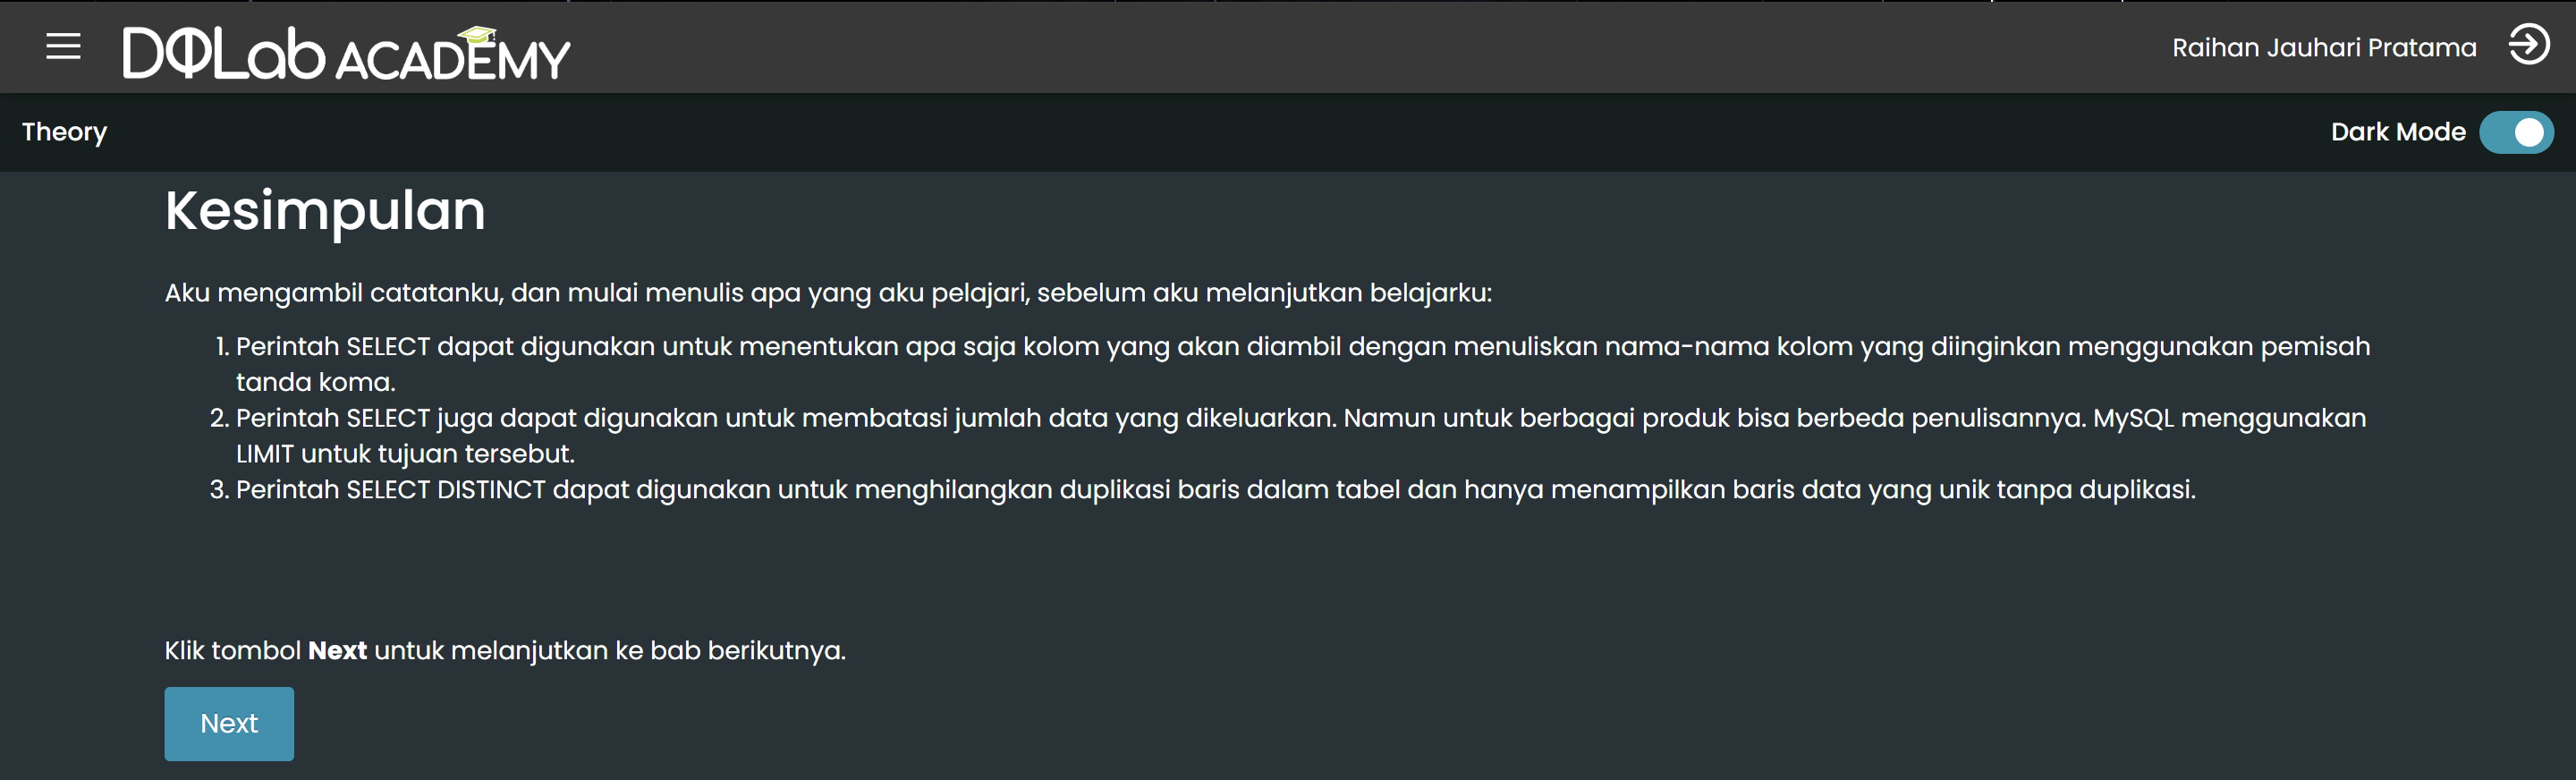 DQLab ACADEMY
Raihan Jauhari Pratama
Theory
Dark Mode
Kesimpulan
Aku mengambil catatanku, dan mulai menulis apa yang aku pelajari, sebelum aku melanjutkan belajarku:
1. Perintah SELECT dapat digunakan untuk menentukan apa saja kolom yang akan diambil dengan menuliskan nama-nama kolom yang diinginkan menggunakan pemisah
tanda koma.
2. Perintah SELECT juga dapat digunakan untuk membatasi jumlah data yang dikeluarkan. Namun untuk berbagai produk bisa berbeda penulisannya. MySQL menggunakan
LIMIT untuk tujuan tersebut.
3. Perintah SELECT DISTINCT dapat digunakan untuk menghilangkan duplikasi baris dalam tabel dan hanya menampilkan baris data yang unik tanpa duplikasi.
Klik tombol Next untuk melanjutkan ke bab berikutnya.
Next